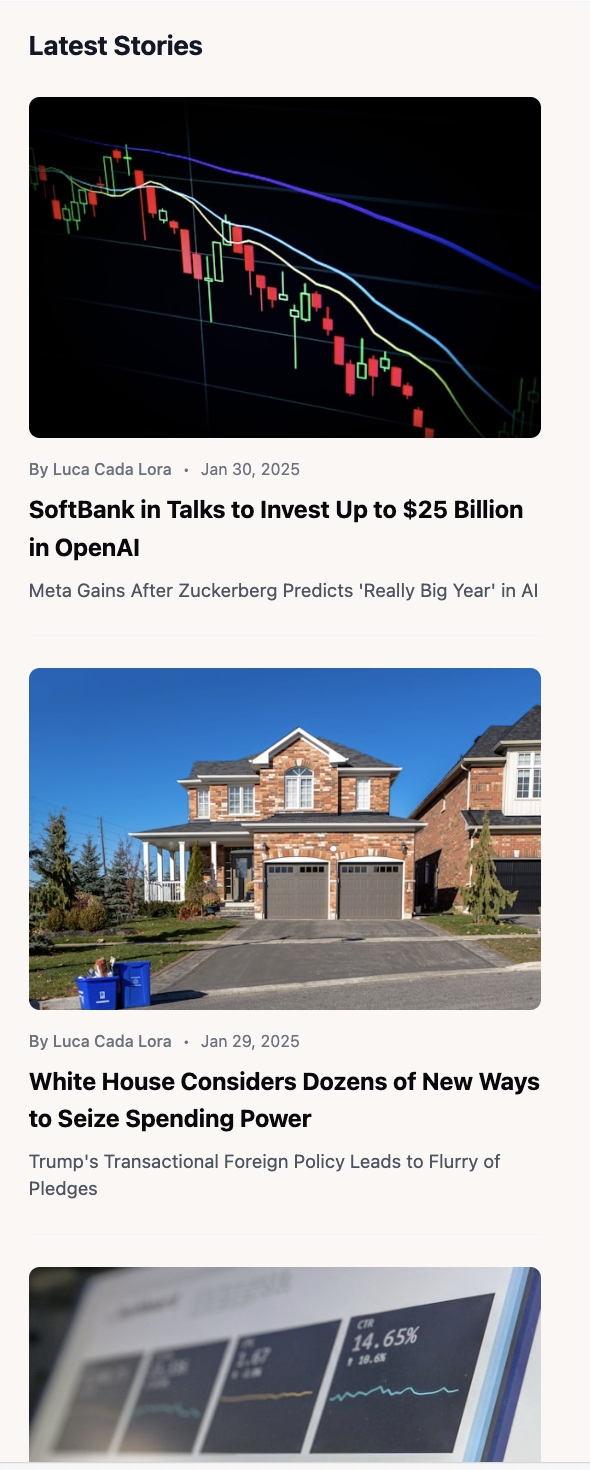 Latest Stories
By Luca Cada Lora • Jan 30, 2025
SoftBank in Talks to Invest Up to $25 Billion
in OpenAI
Meta Gains After Zuckerberg Predicts 'Really Big Year' in AI
By Luca Cada Lora • Jan 29, 2025
White House Considers Dozens of New Ways
to Seize Spending Power
Trump's Transactional Foreign Policy Leads to Flurry of
Pledges
CTR
14.65%
10.6%